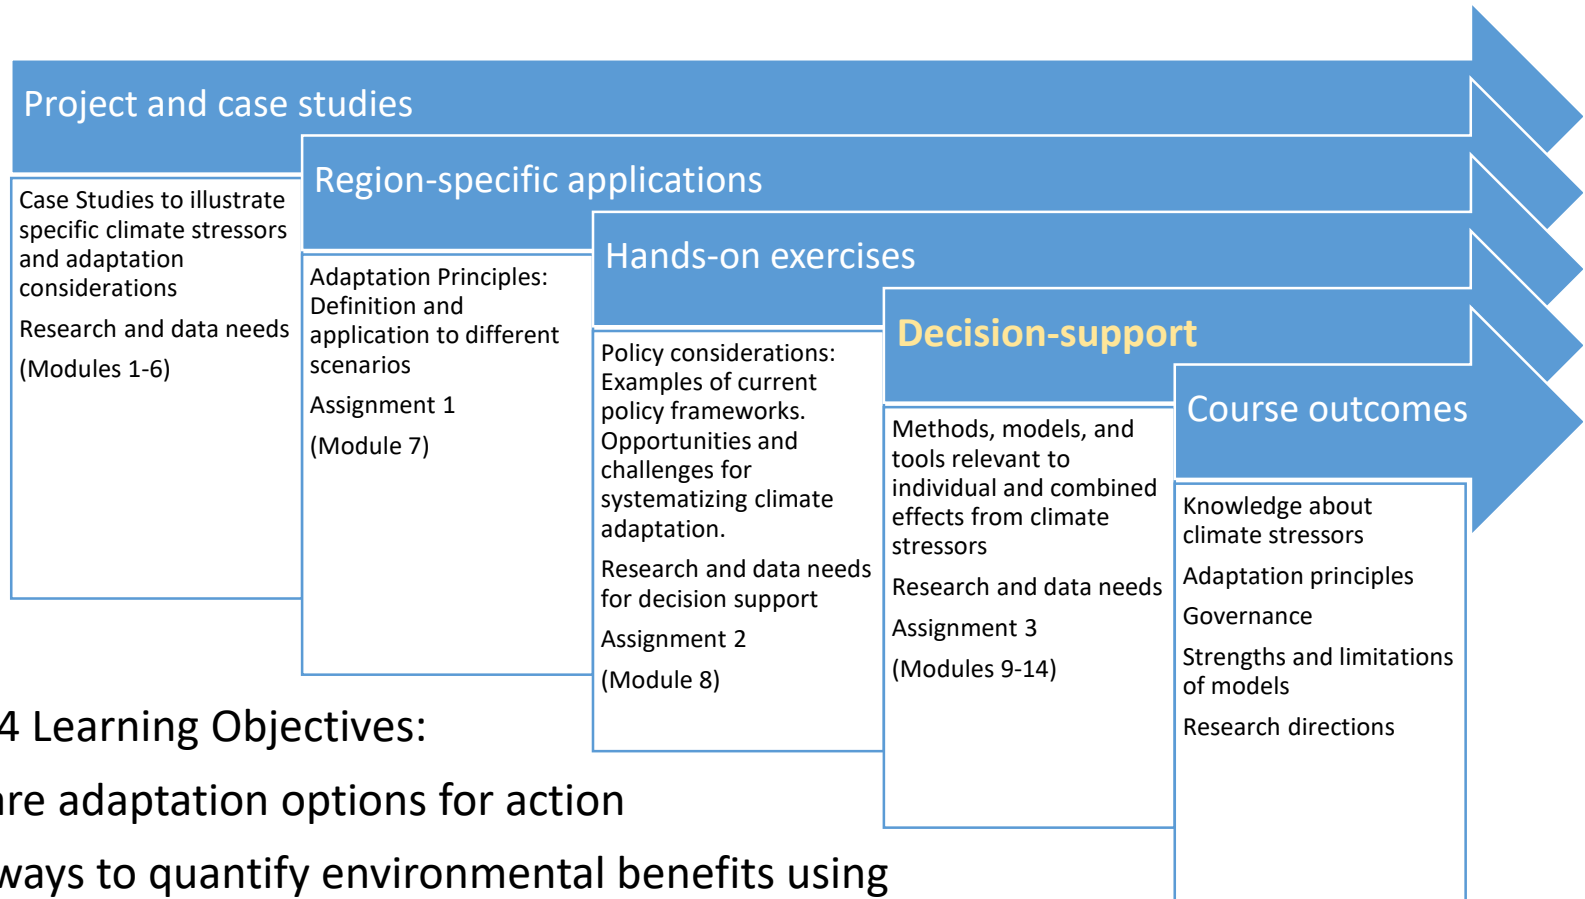 Project and case studies
Case Studies to illustrate
specific climate stressors
and adaptation
considerations
Research and data needs
(Modules 1-6)
Region-specific applications
Adaptation Principles:
Definition and
application to different
scenarios
Assignment 1
(Module 7)
Hands-on exercises
Policy considerations:
Examples of current
policy frameworks.
Opportunities and
challenges for
systematizing climate
adaptation.
Research and data needs
for decision support
Assignment 2
(Module 8)
Decision-support
Methods, models, and
tools relevant to
individual and combined
effects from climate
stressors
Research and data needs
Assignment 3
(Modules 9-14)
Course outcomes
Knowledge about
climate stressors
Adaptation principles
Governance
Strengths and limitations
of models
Research directions
4 Learning Objectives:
are adaptation options for action
ways to quantify environmental benefits using